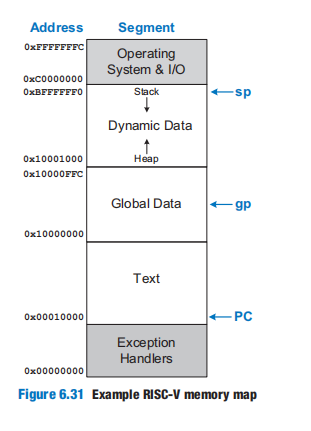 Address Segment
0xFFFFFFFC
Operating
System & I/O
0xC0000000
0xBFFFFFF0 Stack sp
Dynamic Data
0x10001000 Heap
0x10000FFC
Global Data gp
0x10000000
Text
0x00010000 PC
Exception
Handlers
0x00000000
Figure 6.31 Example RISC-V memory map